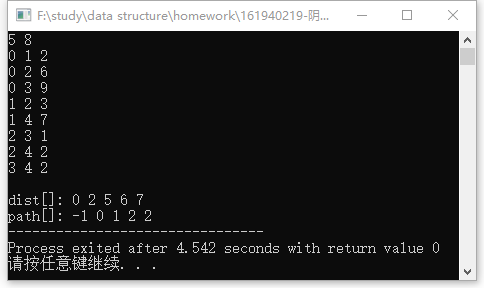 F:\study\data structure\homework\161940219-阴...
5 8
0 1 2
0 2 6
0 3 9
1 2 3
1 4 7
2 3 1
2 4 2
3 4 2
dist[]: 0 2 5 6 7
path[]: -1 0 1 2 2
--------------------------------
Process exited after 4.542 seconds with return value 0
请按任意键继续. . .